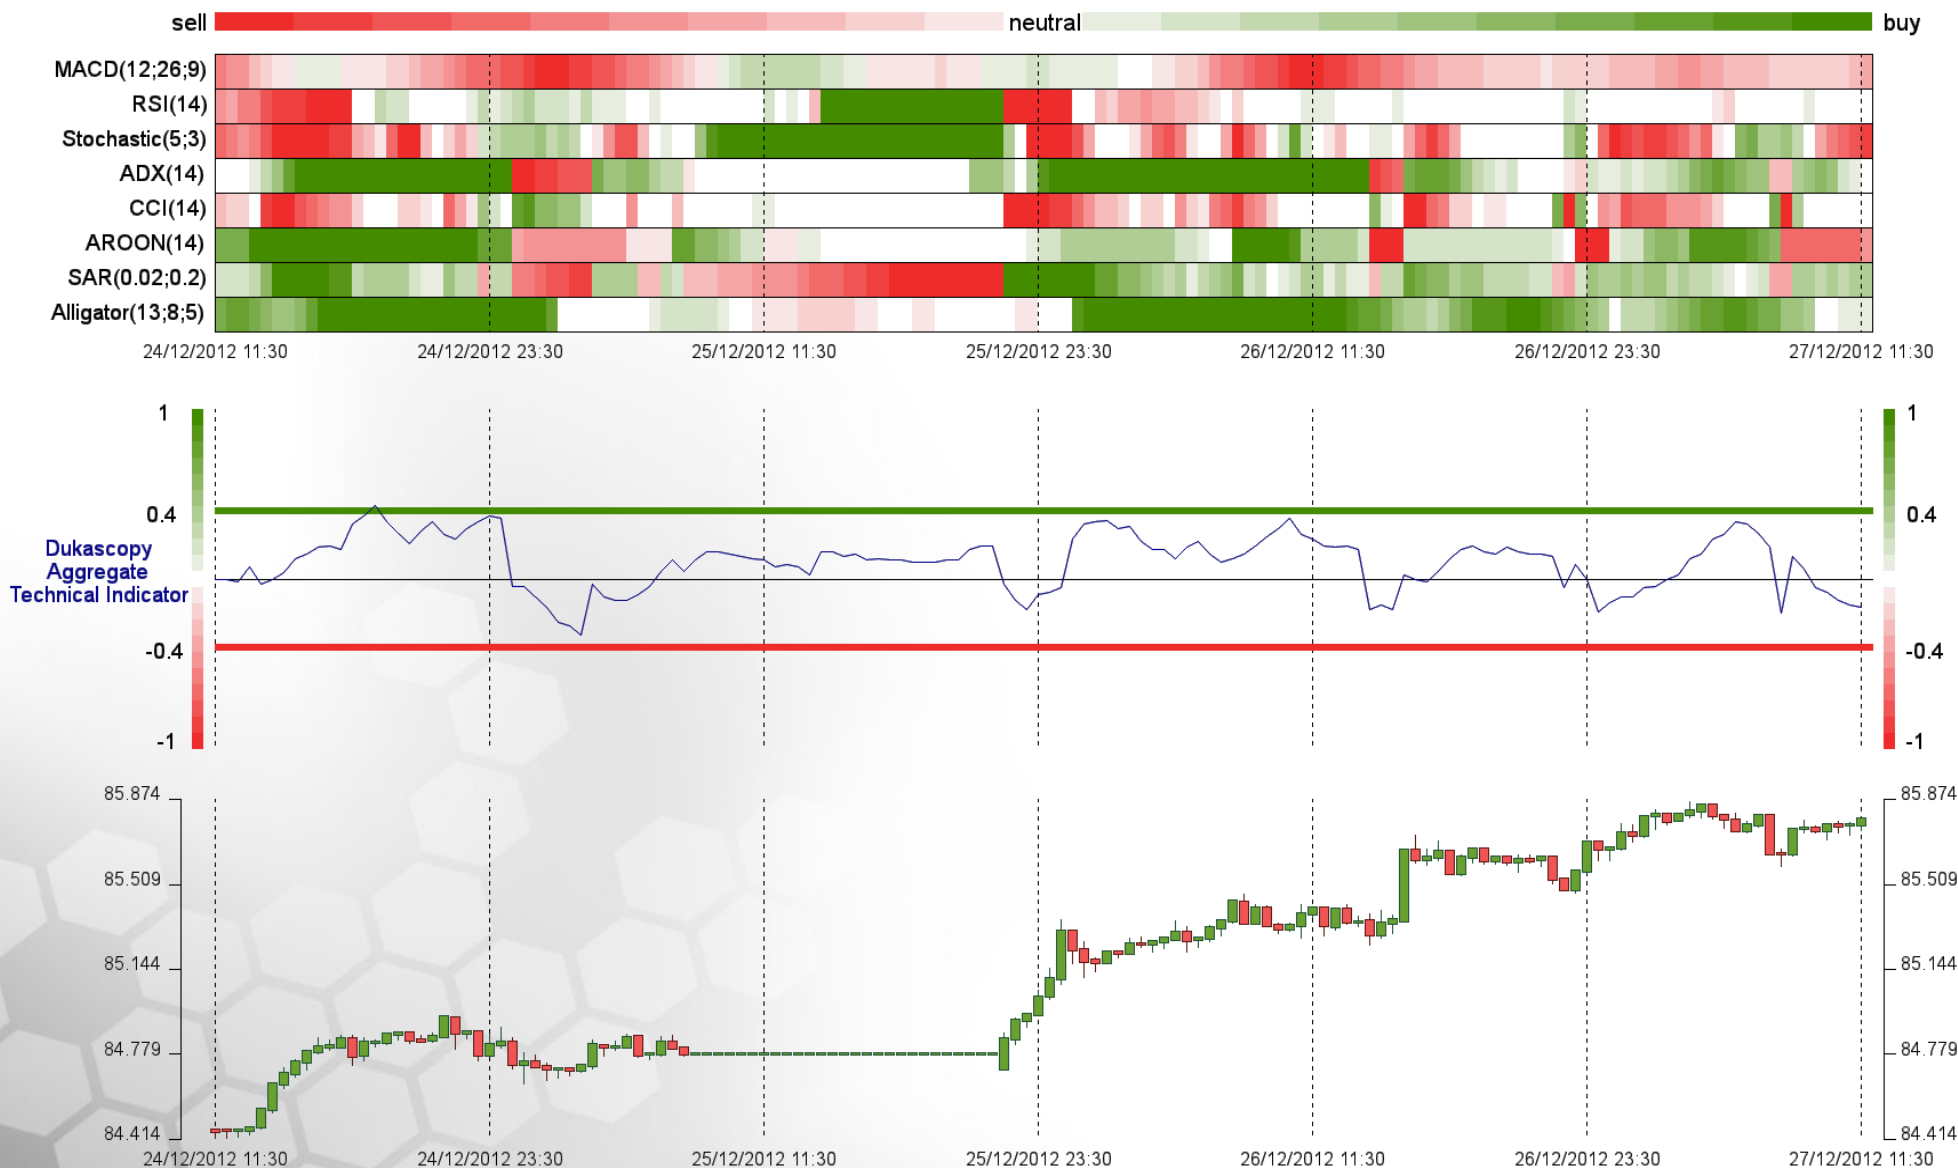 sell neutral buy
MACD(12;26;9)
RSI(14)
Stochastic(5;3)
ADX(14)
CCI(14)
AROON(14)
SAR(0.02;0.2)
Alligator(13;8;5)
24/12/2012 11:30 24/12/2012 23:30 25/12/2012 11:30 25/12/2012 23:30 26/12/2012 11:30 26/12/2012 23:30 27/12/2012 11:30
1 1
0.4 0.4
Dukascopy
Aggregate
Technical Indicator
-0.4 -0.4
-1 -1
85.874 85.874
85.509 85.509
85.144 85.144
84.779 84.779
84.414 84.414
24/12/2012 11:30 24/12/2012 23:30 25/12/2012 11:30 25/12/2012 23:30 26/12/2012 11:30 26/12/2012 23:30 27/12/2012 11:30